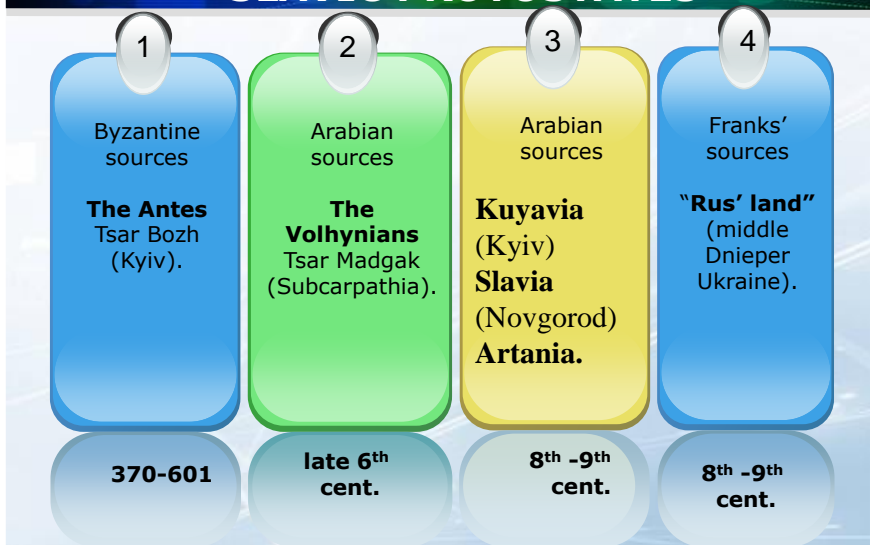 1
Byzantine
sources
The Antes
Tsar Bozh
(Kyiv).
370-601
2
Arabian
sources
The
Volhynians
Tsar Madgak
(Subcarpathia).
late 6th
cent.
3
Arabian
sources
Kuyavia
(Kyiv)
Slavia
(Novgorod)
Artania.
8th -9th
cent.
4
Franks'
sources
"Rus' land"
(middle
Dnieper
Ukraine).
8th -9th
cent.